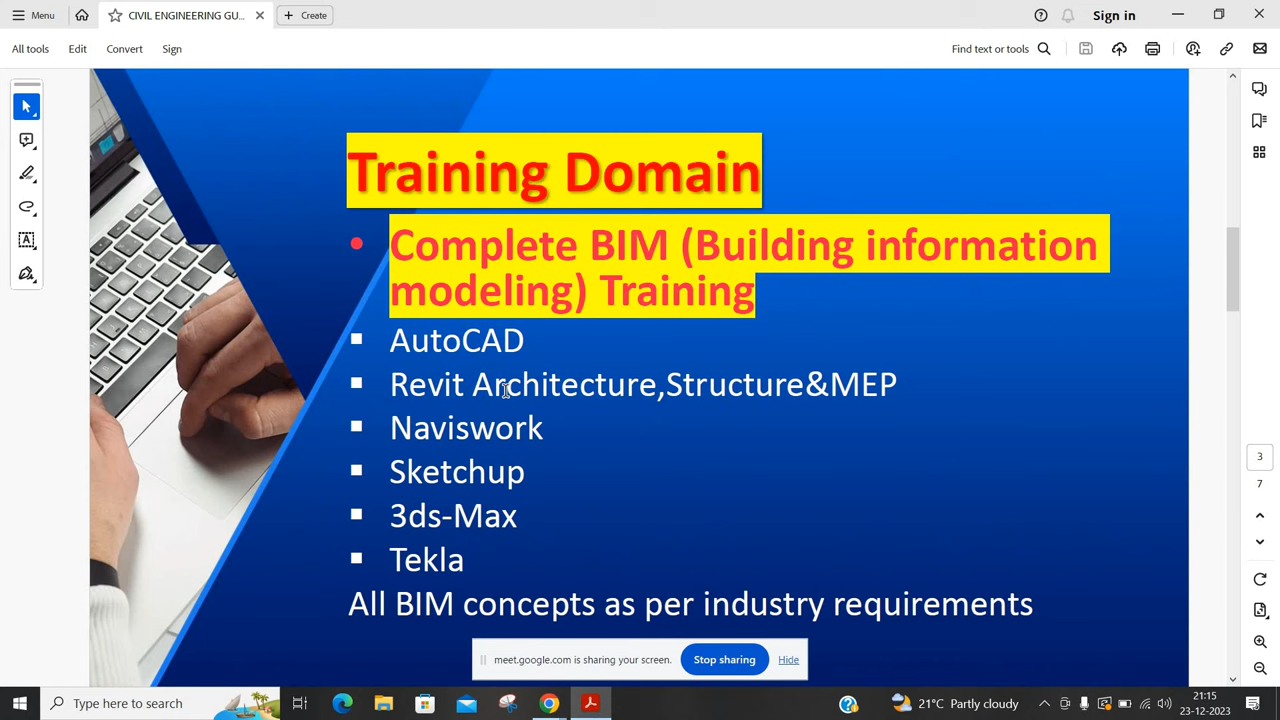 Menu
CIVIL ENGINEERING GU...
Create
Sign in
All tools
Edit
Convert
Sign
Find text or tools
Training Domain
• Complete BIM (Building information
modeling) Training
▪ AutoCAD
▪ Revit Architecture,Structure&MEP
▪ Naviswork
▪ Sketchup
▪ 3ds-Max
▪ Tekla
All BIM concepts as per industry requirements
3
7
meet.google.com is sharing your screen.
Stop sharing
Hide
Type here to search
21°C Partly cloudy
21:15
23-12-2023